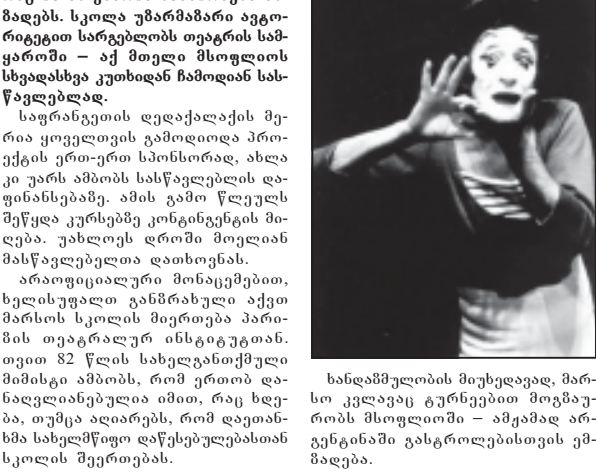 ზადებს. სკოლა უზარმაზარი ავტო-
რიტეტით სარგებლობს თეატრის სამ-
ყაროში – აქ მთელი მსოფლიოს
სხვადასხვა კუთხიდან ჩამოდიან სას-
წავლებლად.
საფრანგეთის დედაქალაქის მე-
რია ყოველთვის გამოდიოდა პრო-
ექტის ერთ-ერთ სპონსორად, ახლა
კი უარს ამბობს სასწავლებლის და-
ფინანსებაზე. ამის გამო წლეულს
შეწყდა კურსებზე კონტინგენტის მი-
ღება. უახლოეს დროში მოელიან
მასწავლებელთა დათხოვნას.
არაოფიციალური მონაცემებით,
ხელისუფალთ განზრახული აქვთ
მარსოს სკოლის მიერთება პარი-
ზის თეატრალურ ინსტიტუტთან.
თვით 82 წლის სახელგანთქმული
მიმისტი ამბობს, რომ ერთობ და-
ნაღვლიანებულია იმით, რაც ხდე-
ბა, თუმცა აღიარებს, რომ დაეთან-
ხმა სახელმწიფო დაწესებულებასთან
სკოლის შეერთებას.
ხანდაზმულობის მიუხედავად, მარ-
სო კვლავაც ტურნეებით მოგზაუ-
რობს მსოფლიოში – ამჟამად არ-
გენტინაში გასტროლებისთვის ემ-
ზადება.